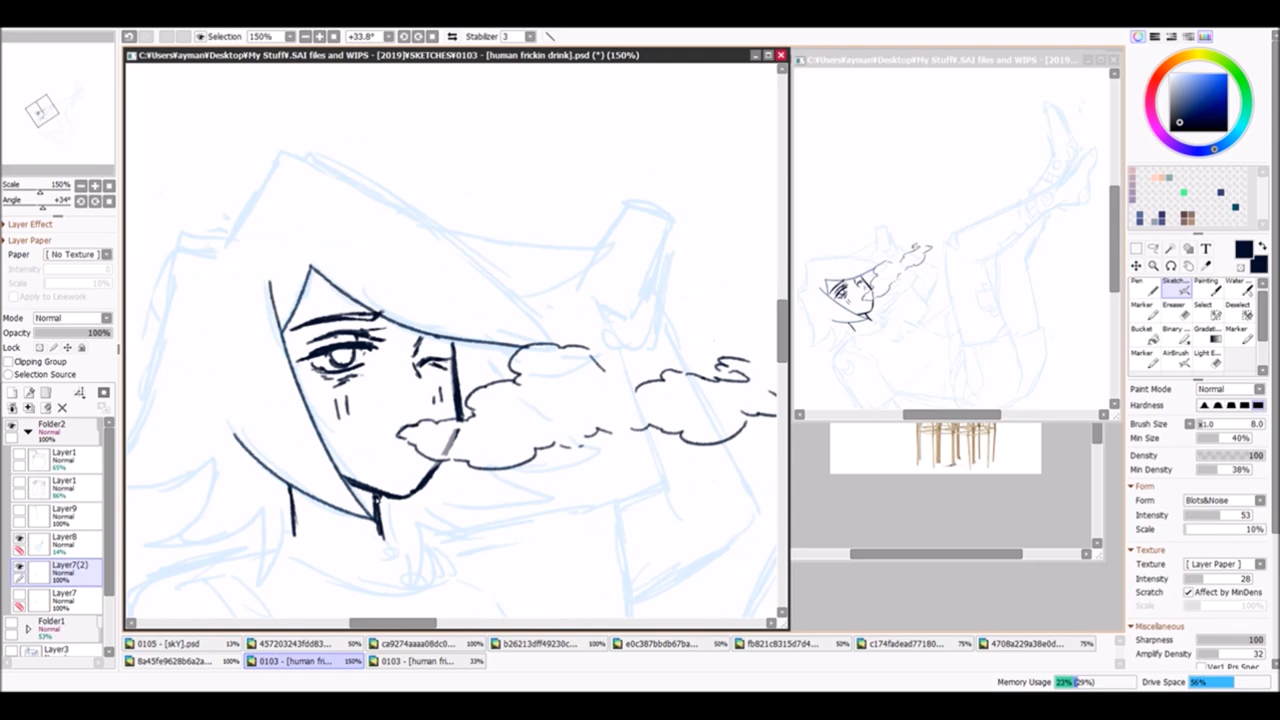 Selection 150% +33.8° Stabilizer 3
C:¥Users¥ayman¥Desktop¥My Stuff¥.SAI files and WIPS - [2019]¥SKETCHES¥0103 - [human frickin drink].psd (*) (150%)
C:¥Users¥ayman¥Desktop¥My Stuff¥.SAI files and WIPS - [2019...
Scale 150%
Angle +34°
Layer Effect
Layer Paper
Paper [ No Texture ]
Intensity 0
Scale 10%
Apply to Linework
Mode Normal
Opacity 100%
Lock
Clipping Group
Selection Source
Folder2
Normal
100%
Layer1
Normal
65%
Layer1
Normal
86%
Layer9
Normal
100%
Layer8
Normal
14%
Layer7(2)
Normal
100%
Layer7
Normal
100%
Folder1
Normal
53%
Layer3
T
Pen Sketch... Painting Water ...
Marker Eraser Select Deselect
Bucket Binary ... Gradati... Marker
Marker AirBrush Light E...
Paint Mode Normal
Hardness
Brush Size x1.0 8.0
Min Size 40%
Density 100
Min Density 38%
Form
Form Blots&Noise
Intensity 53
Scale 10%
Texture
Texture [ Layer Paper ]
Intensity 28
Scratch Affect by MinDens
Scale 100%
Miscellaneous
Sharpness 100
Amplify Density 32
Ver1 Prs Spec
0105 - [skY].psd 13%
457203243fdd83... 50%
ca9274aaaa08dc0... 100%
b26213dff49230c... 100%
e0c387bbdb67ba... 50%
fb821c8315d7d4... 50%
c174fadead77180... 75%
4708a229a38e0d... 75%
8a45fe9628b6a2a... 100%
0103 - [human fri... 150%
0103 - [human fri... 33%
Memory Usage 23% (29%) Drive Space 56%